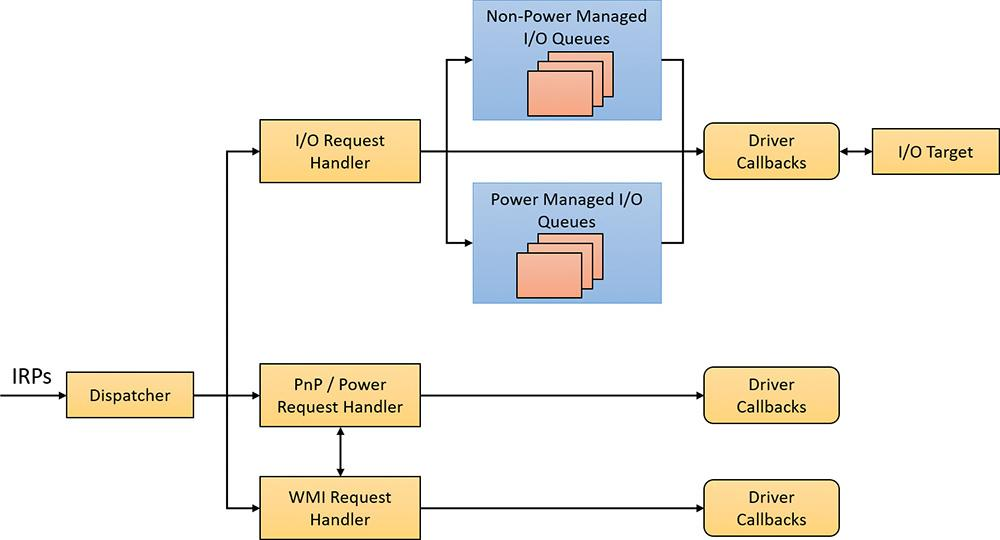 Non-Power Managed
I/O Queues
I/O Request
Handler
Driver
Callbacks
I/O Target
Power Managed I/O
Queues
IRPs
Dispatcher
PnP / Power
Request Handler
Driver
Callbacks
WMI Request
Handler
Driver
Callbacks